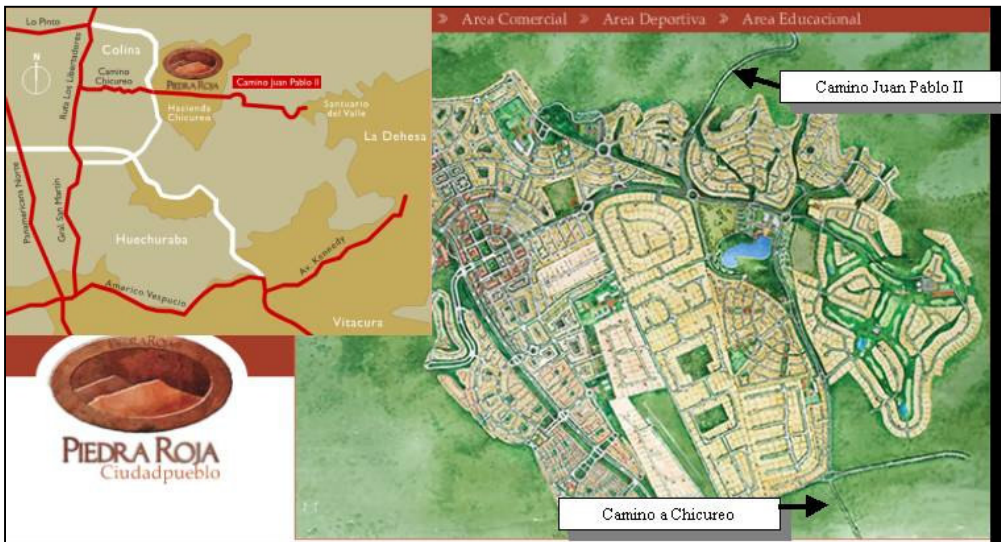 » Area Comercial » Area Deportiva » Area Educacional
Camino Juan Pablo II
Lo Pinto
N
Colina
Ruta Los Libertadores
Camino
Chicureo
PIEDRA ROJA
Camino Juan Pablo II
Hacienda
Chicureo
Santuario
del Valle
La Dehesa
Panamericana Norte
Gral. San Martín
Huechuraba
Av. Kennedy
Americo Vespucio
Vitacura
PIEDRA ROJA
PIEDRA ROJA
Ciudadpueblo
Camino a Chicureo